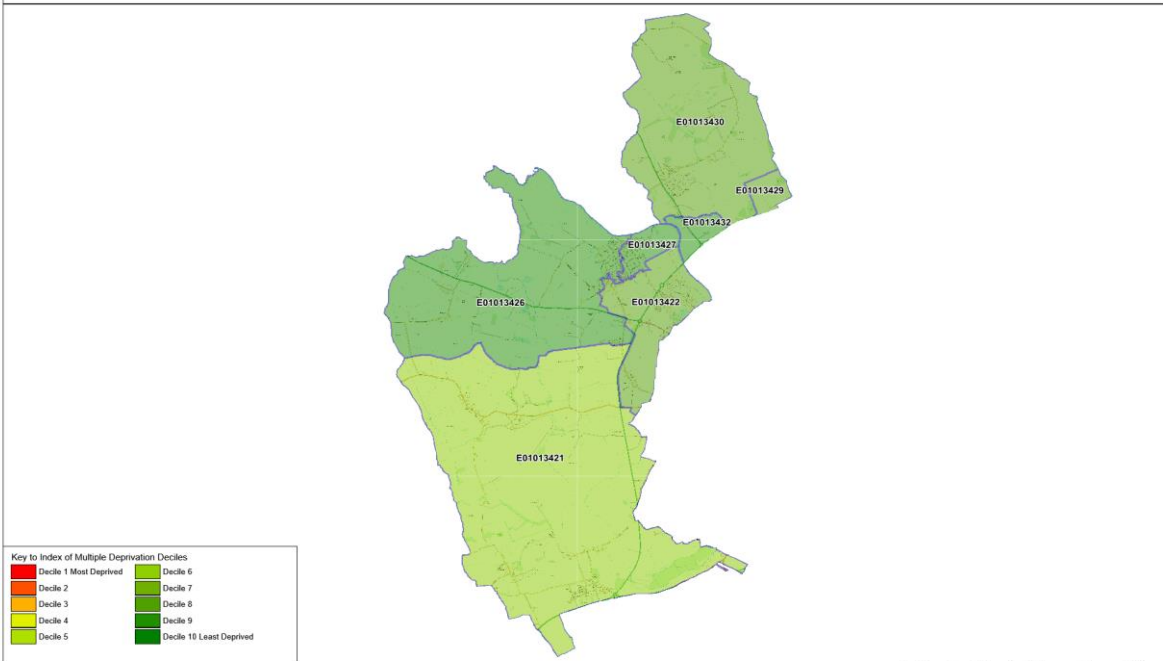 E01013430
E01013429
E01013432
E01013427
E01013426
E01013422
E01013421
Key to Index of Multiple Deprivation Deciles
Decile 1 Most Deprived
Decile 2
Decile 3
Decile 4
Decile 5
Decile 6
Decile 7
Decile 8
Decile 9
Decile 10 Least Deprived